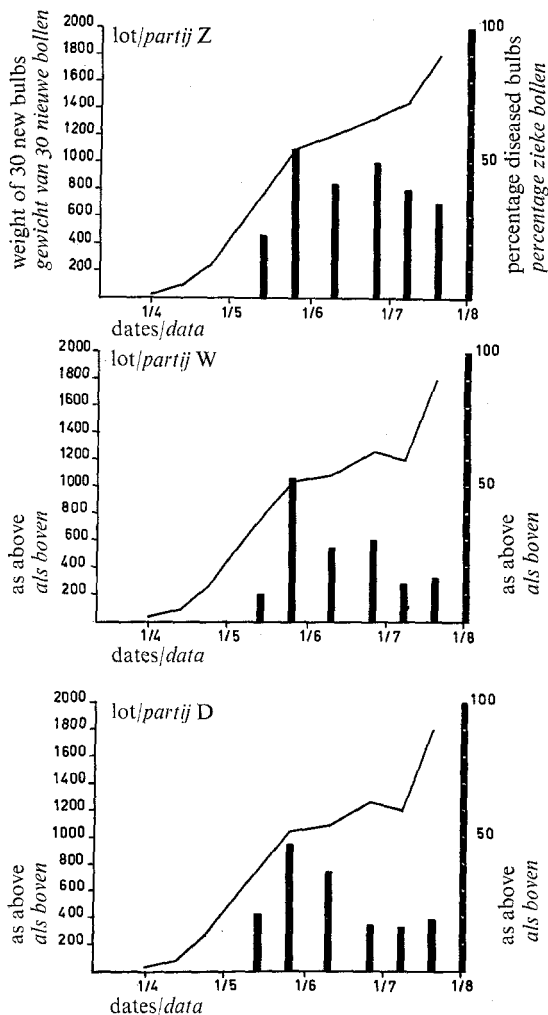 lot/partij Z
2000
1800
1600
1400
1200
1000
800
600
400
200
100
50
weight of 30 new bulbs
gewicht van 30 nieuwe bollen
percentage diseased bulbs
percentage zieke bollen
1/4 1/5 1/6 1/7 1/8
dates/data
lot/partij W
2000
1800
1600
1400
1200
1000
800
600
400
200
100
50
as above
als boven
as above
als boven
1/4 1/5 1/6 1/7 1/8
dates/data
lot/partij D
2000
1800
1600
1400
1200
1000
800
600
400
200
100
50
as above
als boven
as above
als boven
1/4 1/5 1/6 1/7 1/8
dates/data